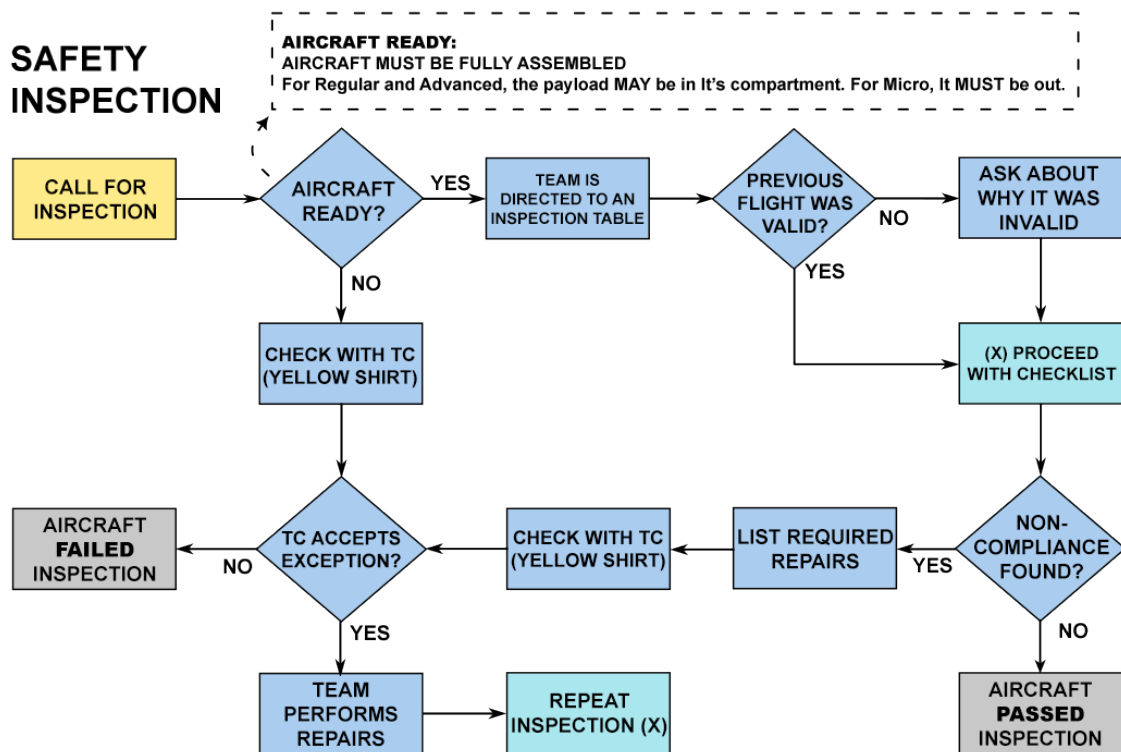 SAFETY
INSPECTION
AIRCRAFT READY:
AIRCRAFT MUST BE FULLY ASSEMBLED
For Regular and Advanced, the payload MAY be in It's compartment. For Micro, It MUST be out.
CALL FOR
INSPECTION
AIRCRAFT
READY?
YES
TEAM IS
DIRECTED TO AN
INSPECTION TABLE
PREVIOUS
FLIGHT WAS
VALID?
NO
ASK ABOUT
WHY IT WAS
INVALID
NO
YES
CHECK WITH TC
(YELLOW SHIRT)
(X) PROCEED
WITH CHECKLIST
AIRCRAFT
FAILED
INSPECTION
NO
TC ACCEPTS
EXCEPTION?
CHECK WITH TC
(YELLOW SHIRT)
LIST REQUIRED
REPAIRS
YES
NON-
COMPLIANCE
FOUND?
YES
NO
TEAM
PERFORMS
REPAIRS
REPEAT
INSPECTION (X)
AIRCRAFT
PASSED
INSPECTION